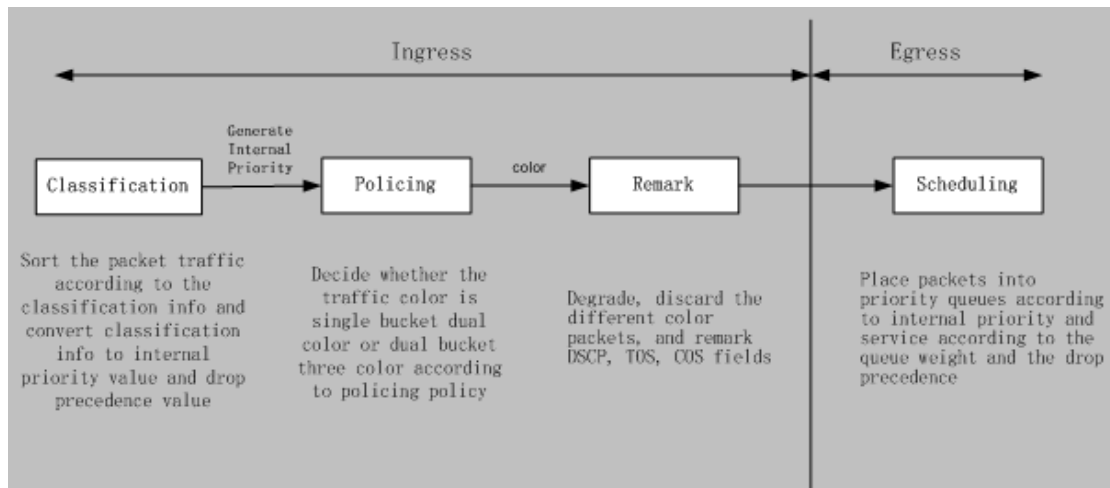 Ingress
Egress
Generate
Internal
Priority
color
Classification
Policing
Remark
Scheduling
Sort the packet traffic
according to the
classification info and
convert classification
info to internal
priority value and drop
precedence value
Decide whether the
traffic color is
single bucket dual
color or dual bucket
three color according
to policing policy
Degrade, discard the
different color
packets, and remark
DSCP, TOS, COS fields
Place packets into
priority queues according
to internal priority and
service according to the
queue weight and the drop
precedence